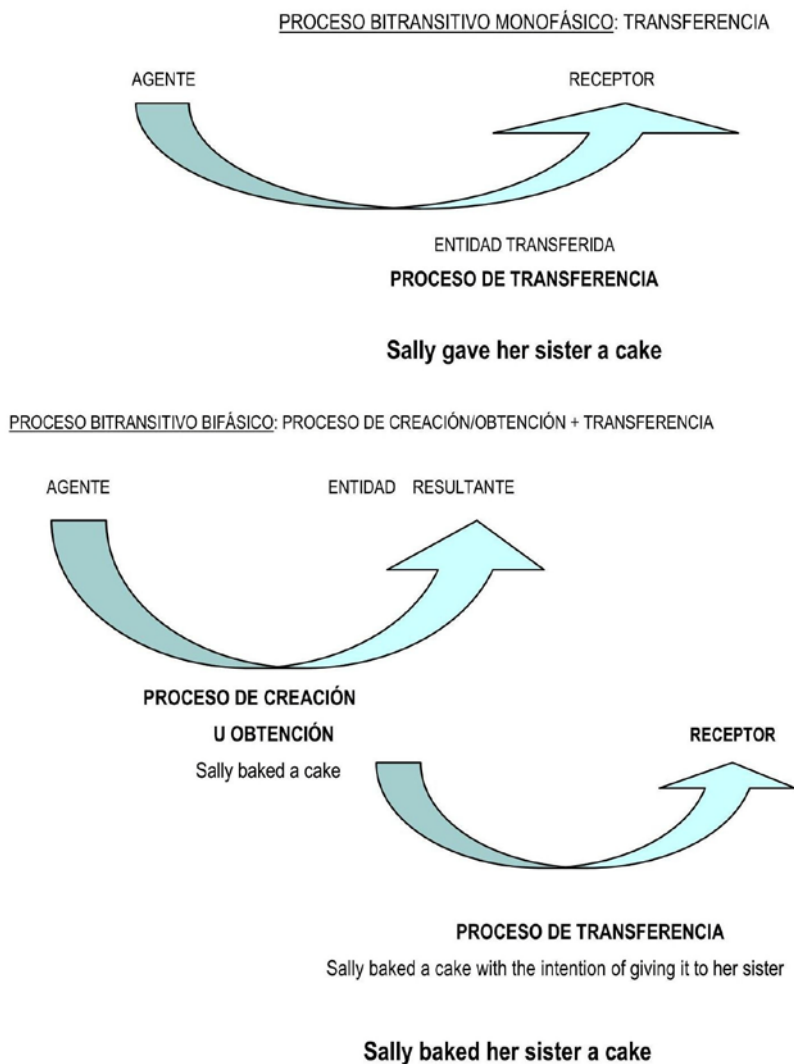 PROCESO BITRANSITIVO MONOFÁSICO: TRANSFERENCIA
AGENTE RECEPTOR
ENTIDAD TRANSFERIDA
PROCESO DE TRANSFERENCIA
Sally gave her sister a cake
PROCESO BITRANSITIVO BIFÁSICO: PROCESO DE CREACIÓN/OBTENCIÓN + TRANSFERENCIA
AGENTE ENTIDAD RESULTANTE
PROCESO DE CREACIÓN
U OBTENCIÓN
RECEPTOR
Sally baked a cake
PROCESO DE TRANSFERENCIA
Sally baked a cake with the intention of giving it to her sister
Sally baked her sister a cake